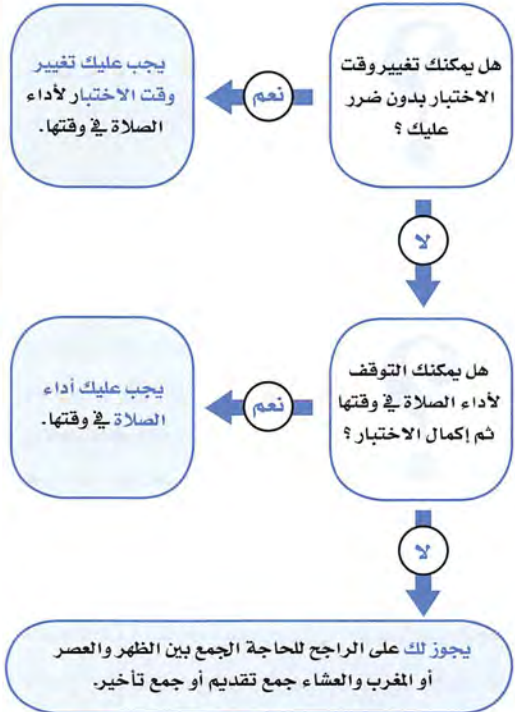 هل يمكنك تغيير وقت
الاختبار بدون ضرر
عليك ؟
نعم
يجب عليك تغيير
وقت الاختبار لأداء
الصلاة في وقتها.
لا
هل يمكنك التوقف
لأداء الصلاة في وقتها
ثم إكمال الاختبار ؟
نعم
يجب عليك أداء
الصلاة في وقتها.
لا
يجوز لك على الراجح للحاجة الجمع بين الظهر والعصر
أو المغرب والعشاء جمع تقديم أو جمع تأخير.